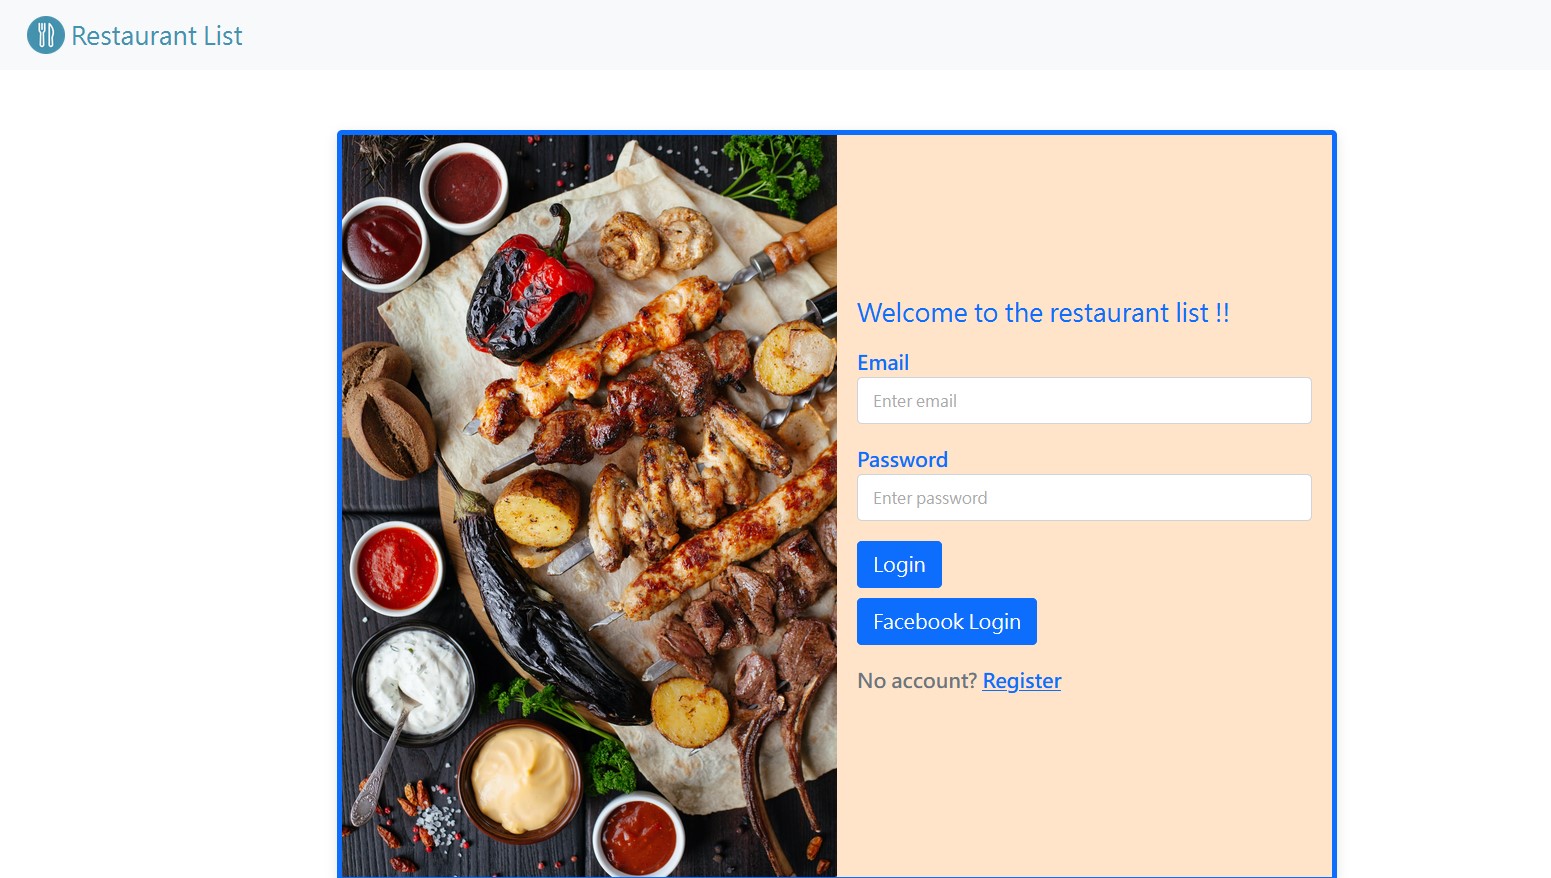 Restaurant List
Welcome to the restaurant list !!
Email
Enter email
Password
Enter password
Login
Facebook Login
No account? Register